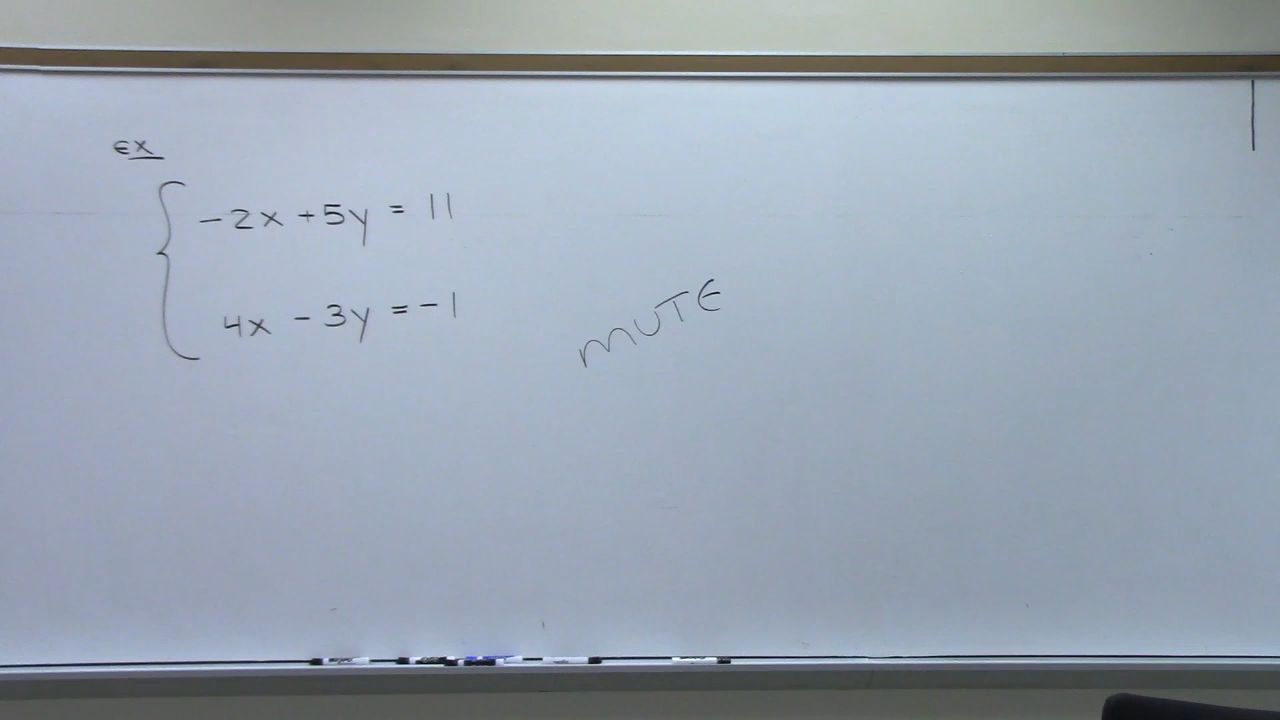 ex
-2x + 5y = 11
4x - 3y = -1
MUTE